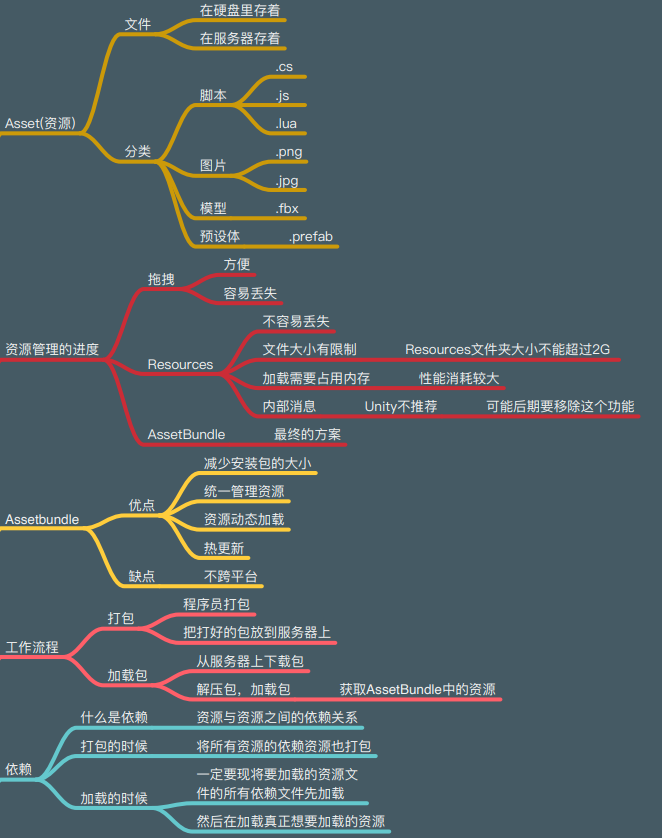 Asset(资源)
文件
在硬盘里存着
在服务器存着
分类
脚本
.cs
.js
.lua
图片
.png
.jpg
模型
.fbx
预设体
.prefab
资源管理的进度
拖拽
方便
容易丢失
Resources
不容易丢失
文件大小有限制
Resources文件夹大小不能超过2G
加载需要占用内存
性能消耗较大
内部消息
Unity不推荐
可能后期要移除这个功能
AssetBundle
最终的方案
Assetbundle
优点
减少安装包的大小
统一管理资源
资源动态加载
热更新
缺点
不跨平台
工作流程
打包
程序员打包
把打好的包放到服务器上
加载包
从服务器上下载包
解压包，加载包
获取AssetBundle中的资源
依赖
什么是依赖
资源与资源之间的依赖关系
打包的时候
将所有资源的依赖资源也打包
加载的时候
一定要现将要加载的资源文
件的所有依赖文件先加载
然后在加载真正想要加载的资源